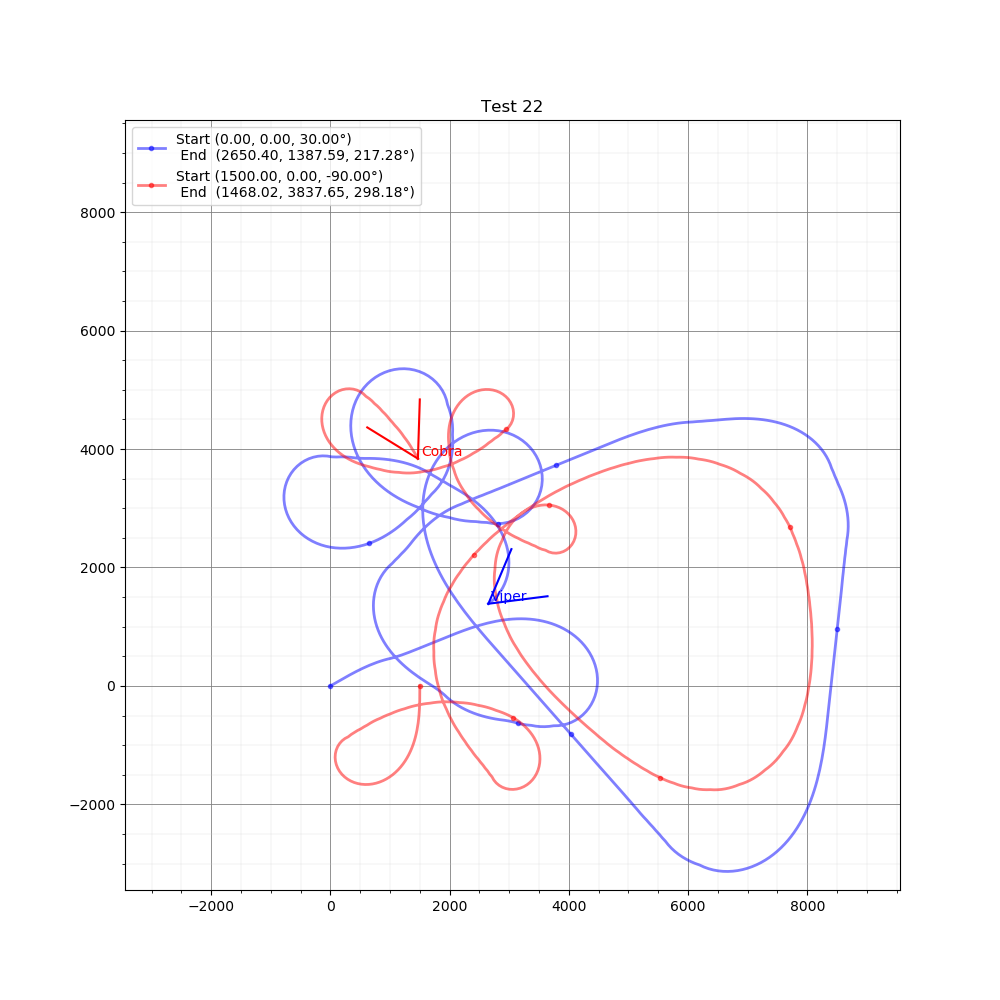 Test 22
Start (0.00, 0.00, 30.00°)
End (2650.40, 1387.59, 217.28°)
Start (1500.00, 0.00, -90.00°)
End (1468.02, 3837.65, 298.18°)
8000
6000
4000
2000
0
−2000
Cobra
Viper
−2000
0
2000
4000
6000
8000